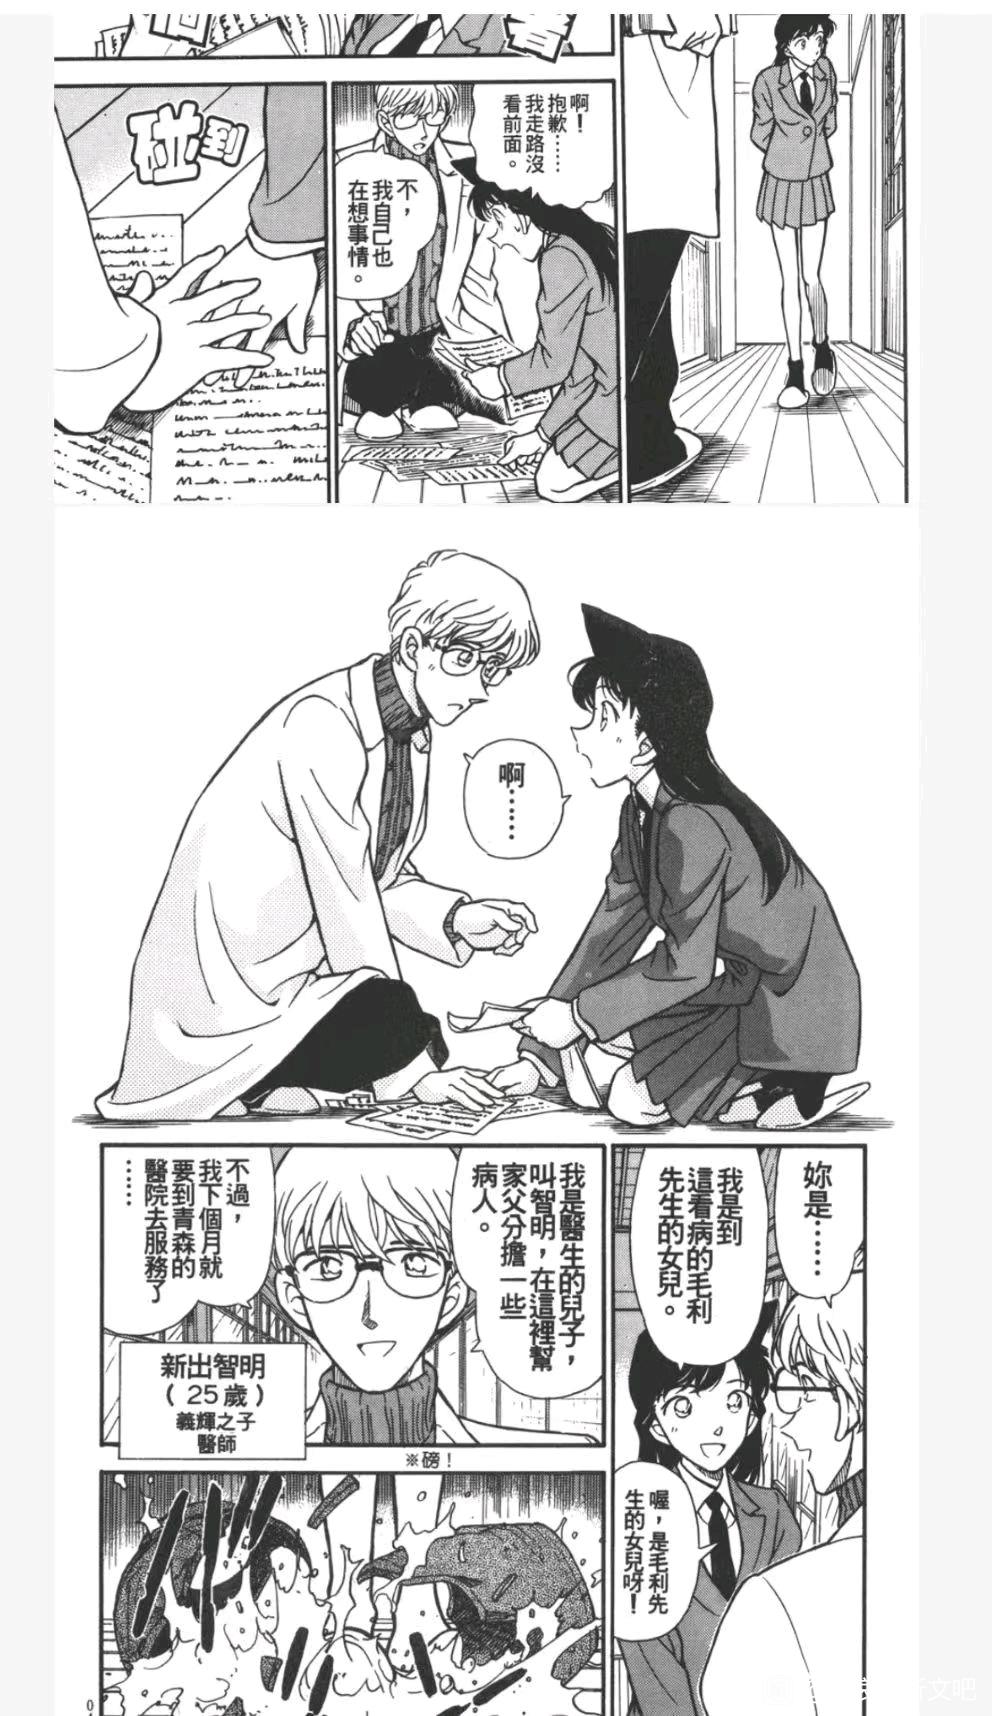 啊！
抱歉……
我走路沒
看前面。
不，
我自己也
在想事情。
碰到
啊……
妳是……
我是到
這看病的毛利
先生的女兒。
喔，是毛利先
生的女兒呀！
我是醫生的兒子，
叫智明，在這裡幫
家父分擔一些
病人。
不過，
我下個月就
要到青森的
醫院去服務了
……
新出智明
（25歲）
義輝之子
醫師
※磅！